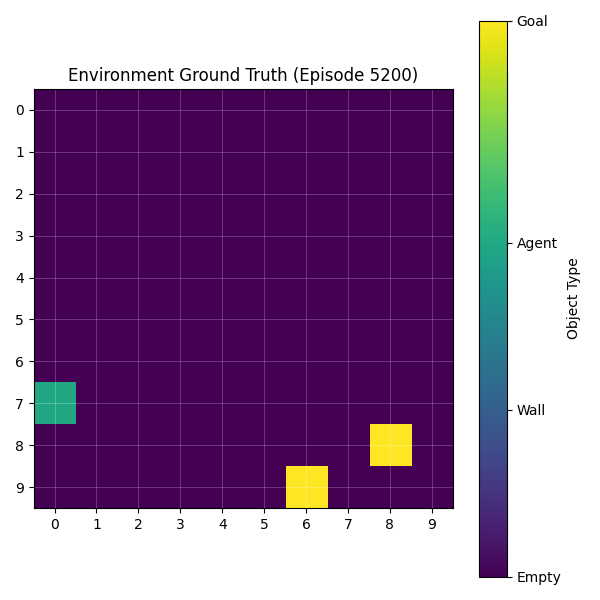 Environment Ground Truth (Episode 5200)
0
1
2
3
4
5
6
7
8
9
0 1 2 3 4 5 6 7 8 9
Goal
Agent
Wall
Empty
Object Type